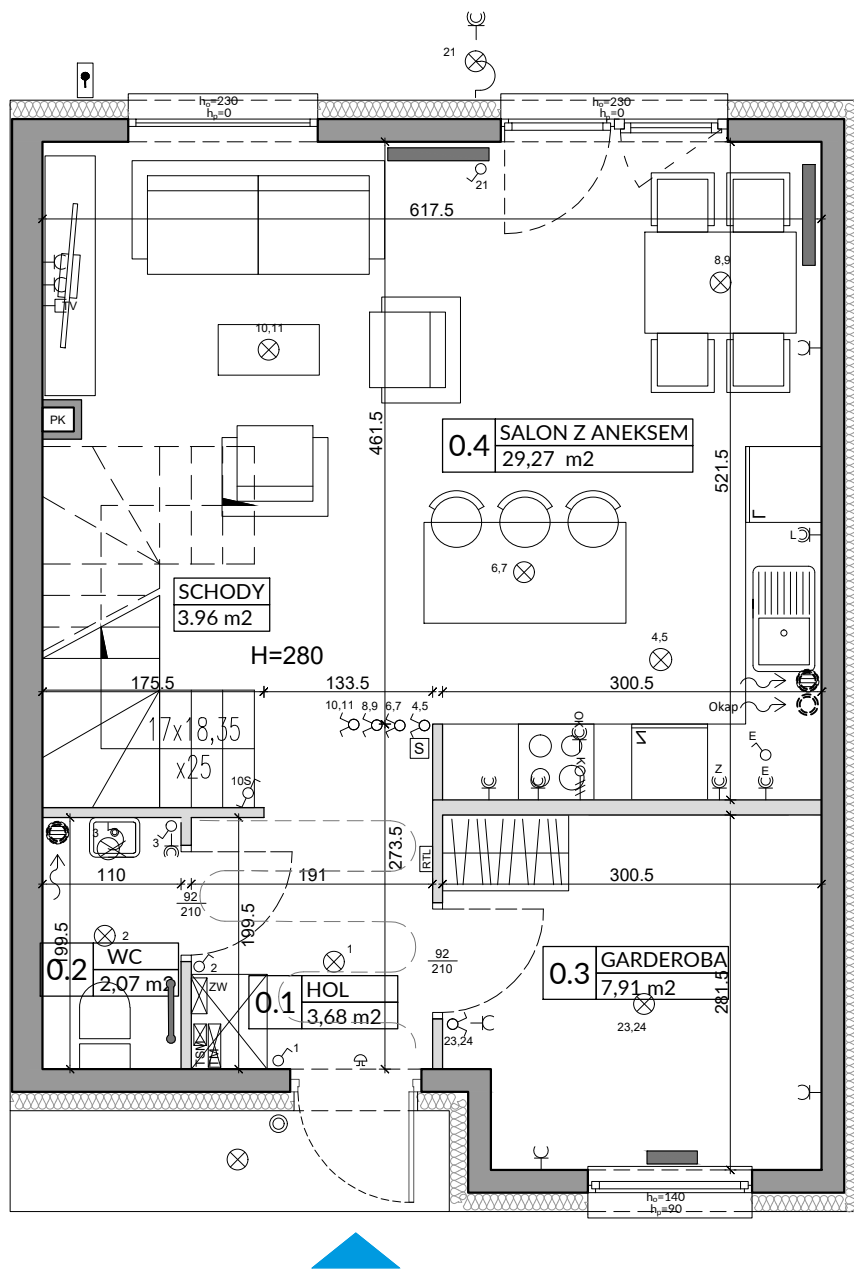 21
hₒ=230
hₚ=0
hₒ=230
hₚ=0
21
617.5
8,9
TV
10,11
PK
461.5
0.4 SALON Z ANEKSEM
29,27 m2
521.5
L
6,7
SCHODY
3.96 m2
H=280
4,5
175.5
133.5
300.5
10,11
8,9
6,7
4,5
Okap
S
17x18,35
x25
10S
E
Z
E
3
3
273.5
RTL
110
191
300.5
92
210
199.5
199.5
2
1
92
210
0.2 WC
2,07 m2
2
ZW
0.1 HOL
3,68 m2
0.3 GARDEROBA
7,91 m2
281.5
23,24
23,24
TSM
TM
1
hₒ=140
hₚ=90